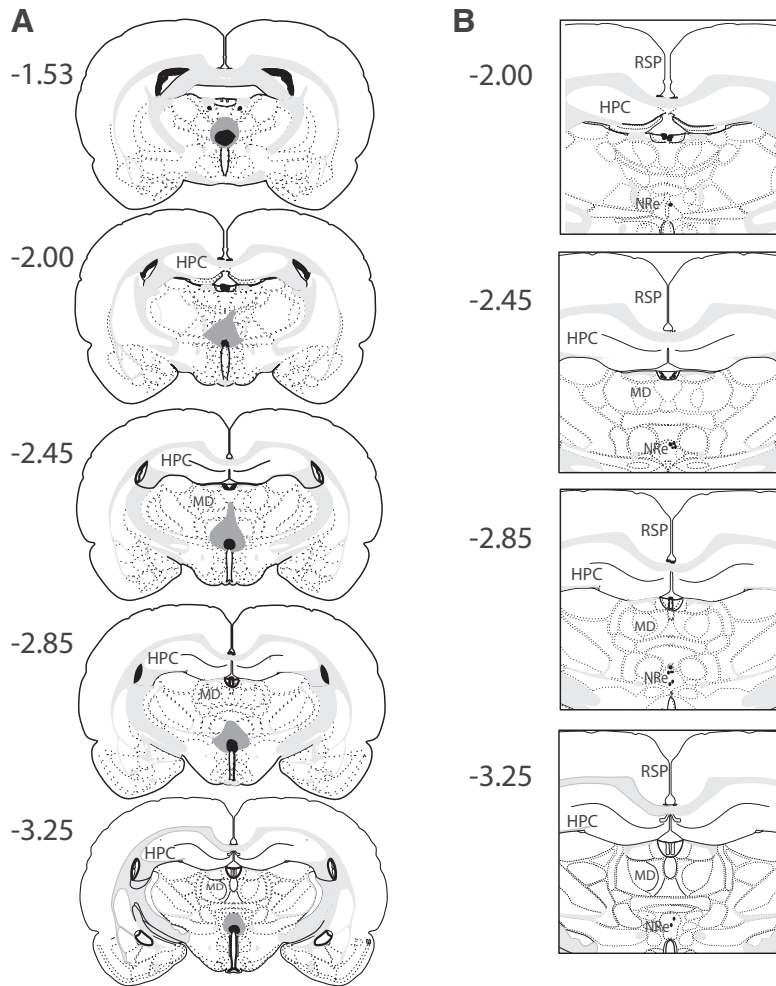 A
-1.53
-2.00
HPC
-2.45
HPC
MD
-2.85
HPC
MD
-3.25
HPC
MD
B
-2.00
RSP
HPC
NRe
-2.45
RSP
HPC
MD
NRe
-2.85
RSP
HPC
MD
NRe
-3.25
RSP
HPC
MD
NRe